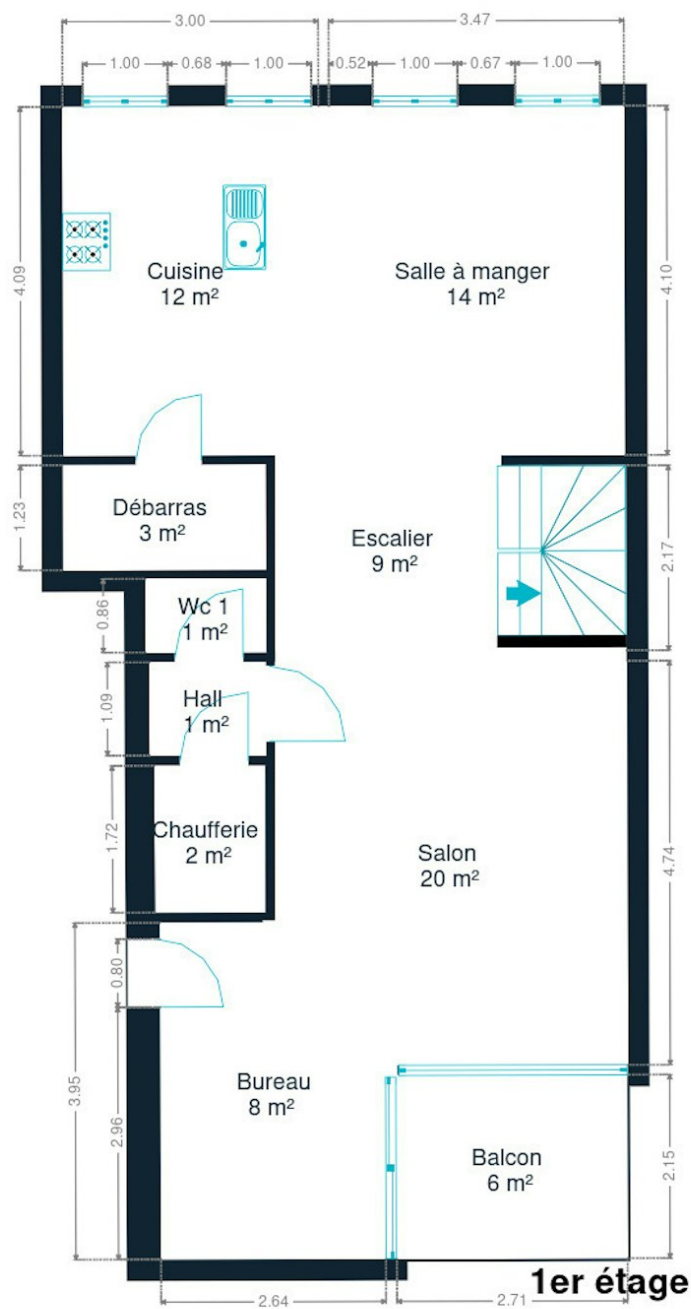 3.00
3.47
1.00 0.68 1.00 0.52 1.00 0.67 1.00
4.09
4.10
Cuisine
12 m²
Salle à manger
14 m²
1.23
Débarras
3 m²
Escalier
9 m²
2.17
0.86
Wc 1
1 m²
1.09
Hall
1 m²
1.72
Chaufferie
2 m²
Salon
20 m²
4.74
0.80
3.95
2.96
Bureau
8 m²
Balcon
6 m²
2.15
2.64
2.71
1er étage